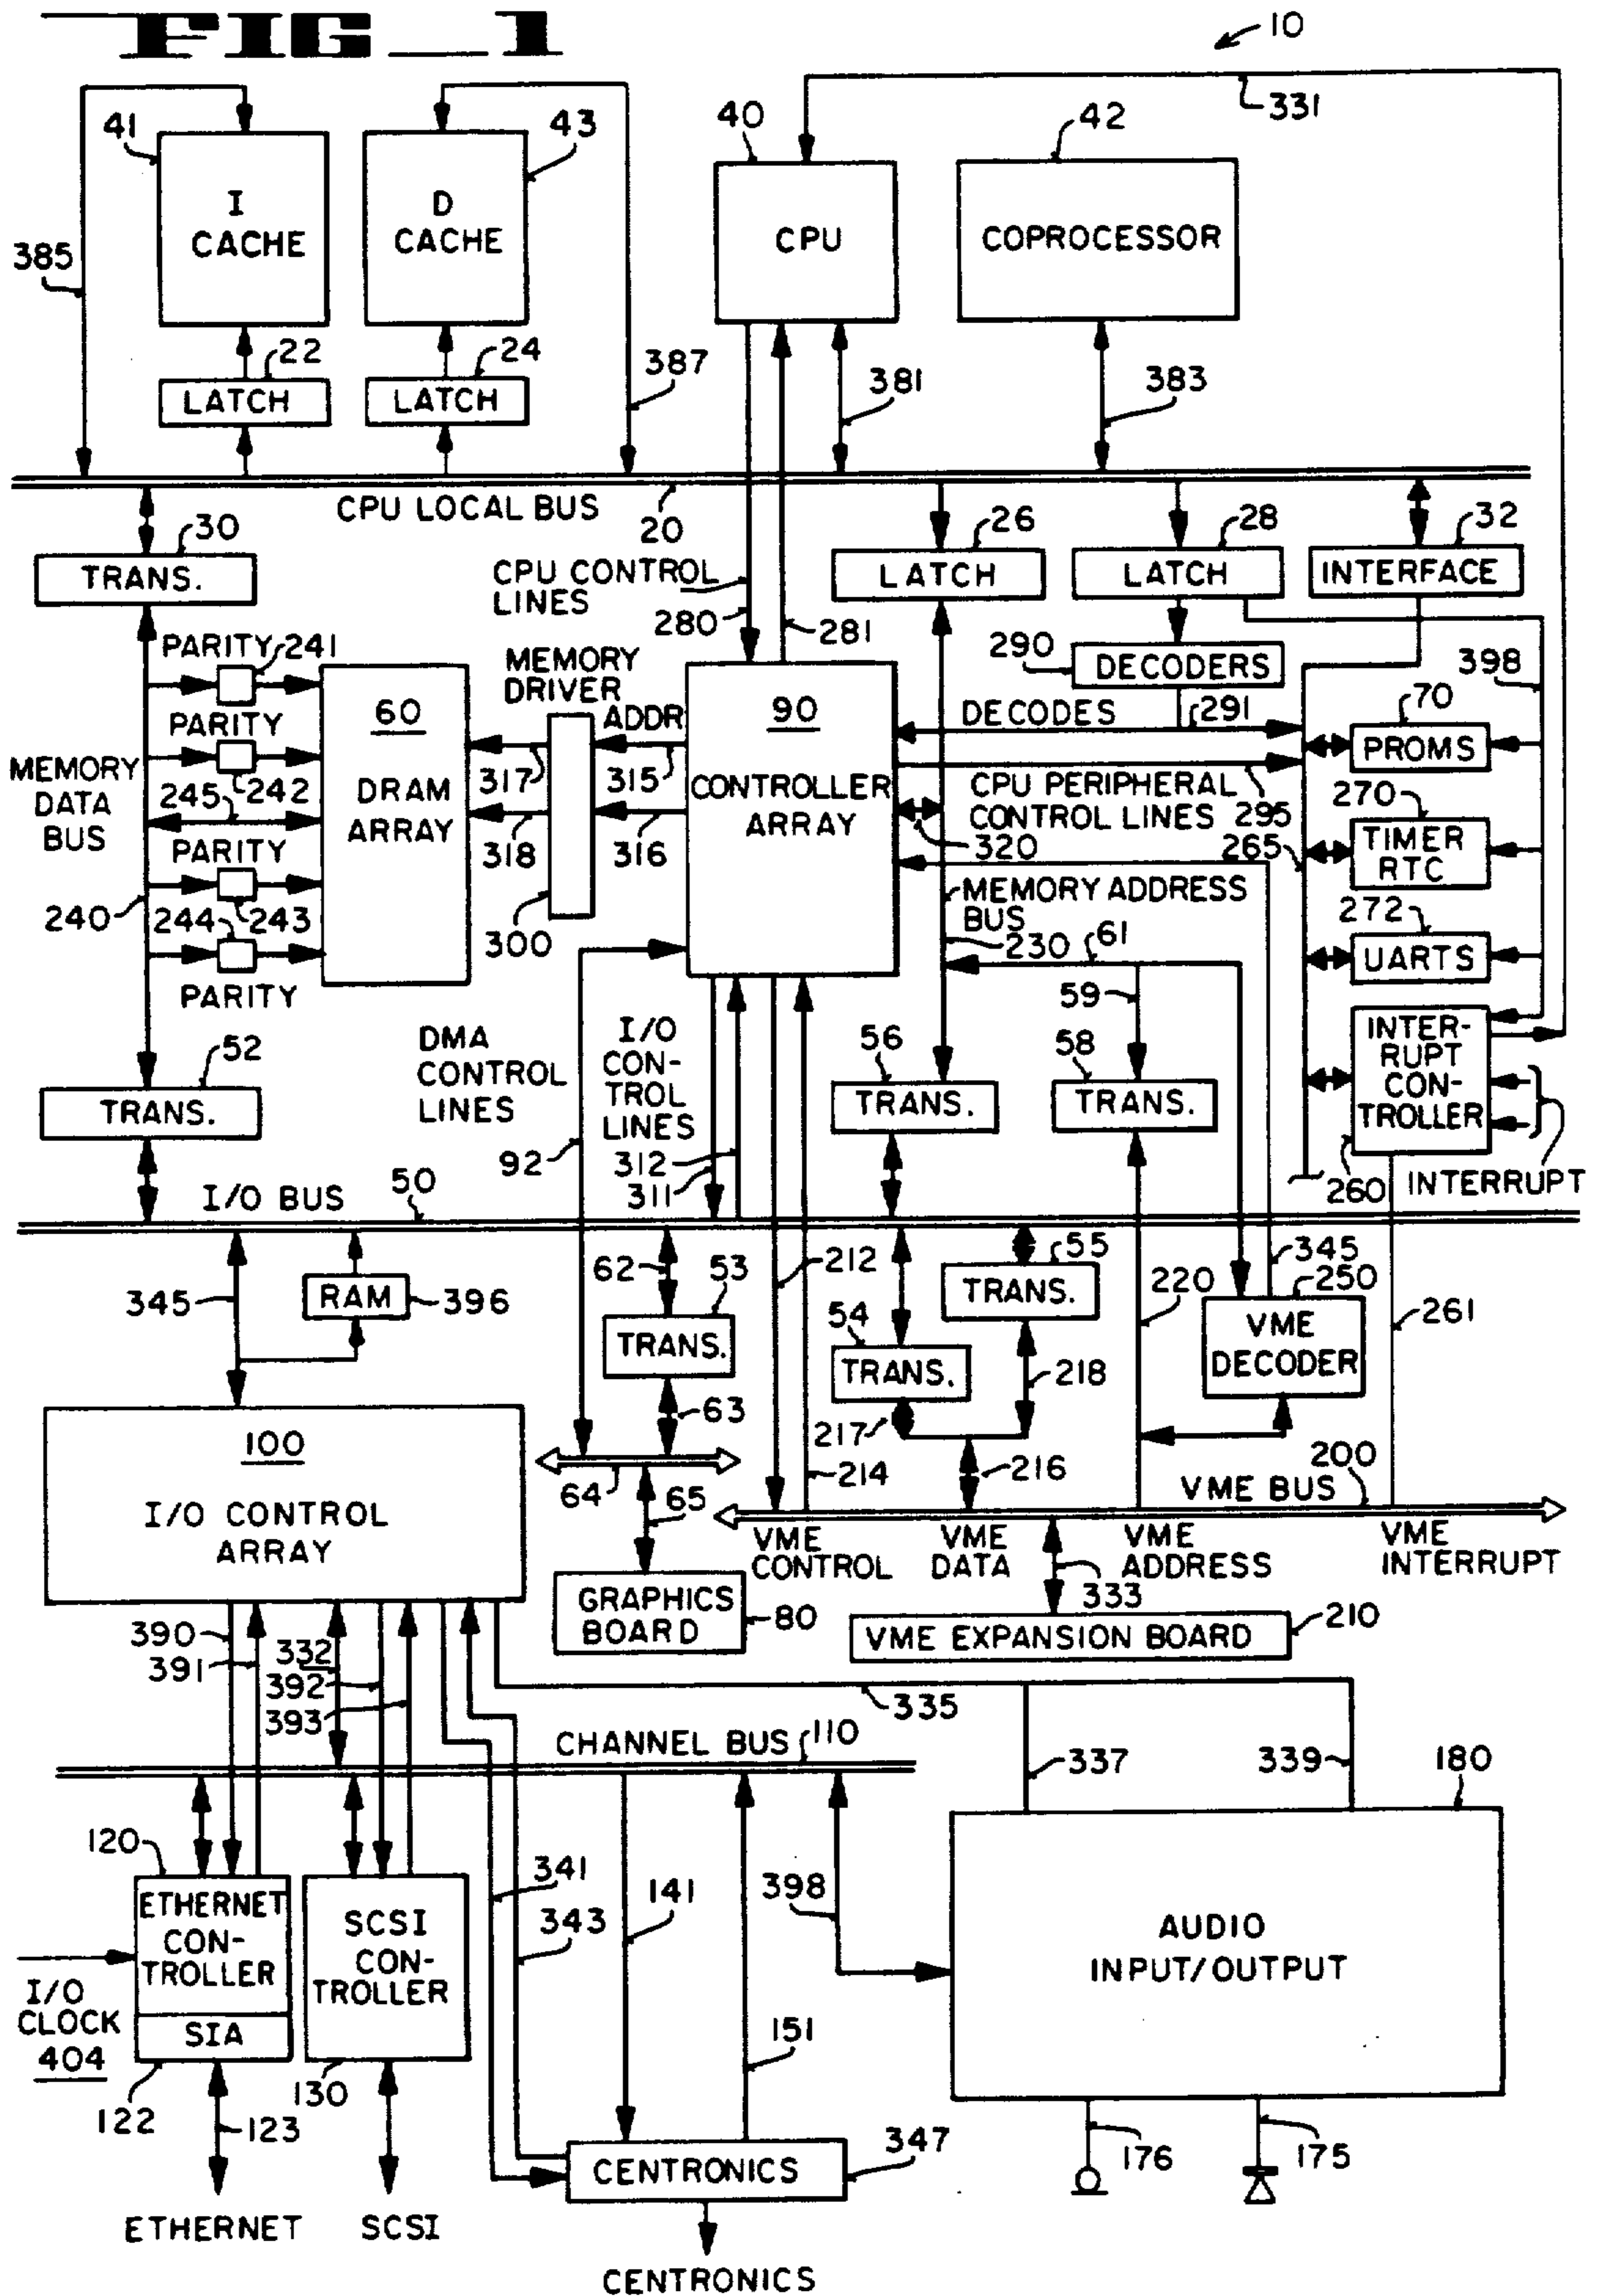 FIG__1
10
331
41
43
40
42
I
CACHE
D
CACHE
CPU
COPROCESSOR
385
22
24
387
381
383
LATCH
LATCH
CPU LOCAL BUS
20
30
26
28
32
TRANS.
CPU CONTROL
LINES
280
281
LATCH
LATCH
INTERFACE
PARITY
241
MEMORY
DRIVER
290
DECODERS
398
PARITY
60
ADDR
90
DECODES
291
70
PROMS
MEMORY
DATA
BUS
242
245
DRAM
ARRAY
317
315
CONTROLLER
ARRAY
CPU PERIPHERAL
CONTROL LINES
295
270
PARITY
318
316
320
265
TIMER
RTC
240
244
243
300
MEMORY ADDRESS
BUS
230
61
272
UARTS
PARITY
52
DMA
CONTROL
LINES
I/O
CON-
TROL
LINES
56
59
58
INTER-
RUPT
CON-
TROLLER
TRANS.
TRANS.
TRANS.
92
312
311
I/O BUS
50
260
INTERRUPT
345
RAM
396
62
53
212
55
220
345
250
261
TRANS.
TRANS.
54
TRANS.
VME
DECODER
63
217
218
100
I/O CONTROL
ARRAY
64
65
214
216
VME BUS
200
VME
CONTROL
VME
DATA
VME
ADDRESS
VME
INTERRUPT
GRAPHICS
BOARD
80
333
VME EXPANSION BOARD
210
390
391
332
392
393
335
CHANNEL BUS
110
337
339
180
120
341
343
141
398
ETHERNET
CON-
TROLLER
SCSI
CON-
TROLLER
AUDIO
INPUT/OUTPUT
I/O
CLOCK
404
SIA
151
122
123
130
347
CENTRONICS
176
175
ETHERNET
SCSI
CENTRONICS